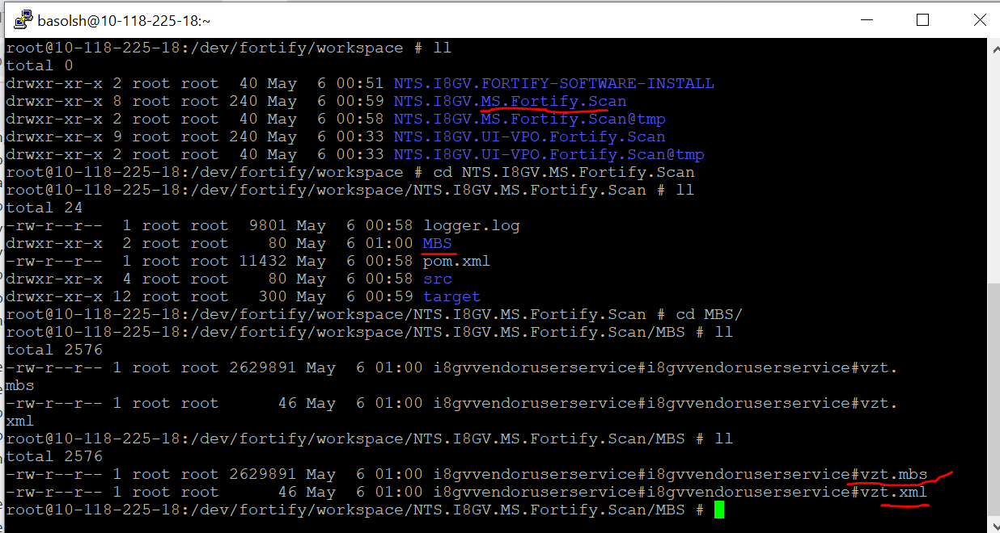 basolsh@10-118-225-18:~
root@10-118-225-18:/dev/fortify/workspace # ll
total 0
drwxr-xr-x 2 root root  40 May  6 00:51 NTS.I8GV.FORTIFY-SOFTWARE-INSTALL
drwxr-xr-x 8 root root 240 May  6 00:59 NTS.I8GV.MS.Fortify.Scan
drwxr-xr-x 2 root root  40 May  6 00:58 NTS.I8GV.MS.Fortify.Scan@tmp
drwxr-xr-x 9 root root 240 May  6 00:33 NTS.I8GV.UI-VPO.Fortify.Scan
drwxr-xr-x 2 root root  40 May  6 00:33 NTS.I8GV.UI-VPO.Fortify.Scan@tmp
root@10-118-225-18:/dev/fortify/workspace # cd NTS.I8GV.MS.Fortify.Scan
root@10-118-225-18:/dev/fortify/workspace/NTS.I8GV.MS.Fortify.Scan # ll
total 24
-rw-r--r--  1 root root  9801 May  6 00:58 logger.log
drwxr-xr-x  2 root root    80 May  6 01:00 MBS
-rw-r--r--  1 root root 11432 May  6 00:58 pom.xml
drwxr-xr-x  4 root root    80 May  6 00:58 src
drwxr-xr-x 12 root root   300 May  6 00:59 target
root@10-118-225-18:/dev/fortify/workspace/NTS.I8GV.MS.Fortify.Scan # cd MBS/
root@10-118-225-18:/dev/fortify/workspace/NTS.I8GV.MS.Fortify.Scan/MBS # ll
total 2576
-rw-r--r-- 1 root root 2629891 May  6 01:00 i8gvvendoruserservice#i8gvvendoruserservice#vzt.
mbs
-rw-r--r-- 1 root root      46 May  6 01:00 i8gvvendoruserservice#i8gvvendoruserservice#vzt.
xml
root@10-118-225-18:/dev/fortify/workspace/NTS.I8GV.MS.Fortify.Scan/MBS # ll
total 2576
-rw-r--r-- 1 root root 2629891 May  6 01:00 i8gvvendoruserservice#i8gvvendoruserservice#vzt.mbs
-rw-r--r-- 1 root root      46 May  6 01:00 i8gvvendoruserservice#i8gvvendoruserservice#vzt.xml
root@10-118-225-18:/dev/fortify/workspace/NTS.I8GV.MS.Fortify.Scan/MBS #